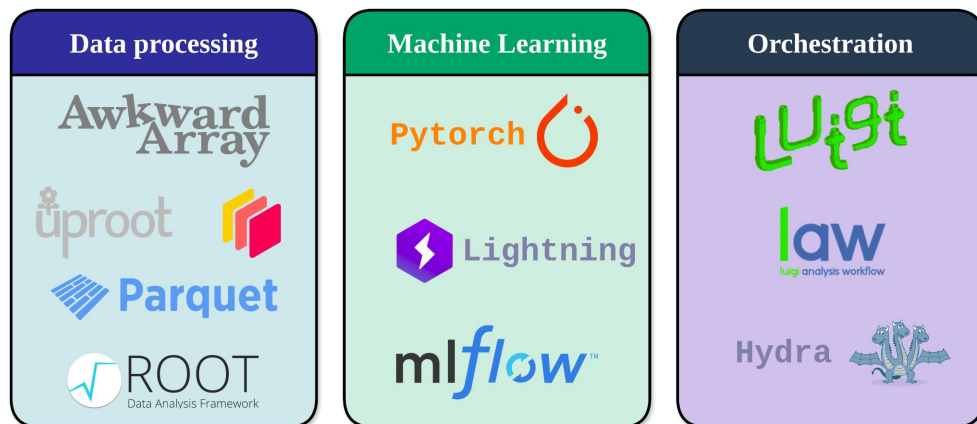 Data processing
Awkward
Array
uproot
Parquet
ROOT
Data Analysis Framework
Machine Learning
Pytorch
Lightning
mlflow™
Orchestration
Luigi
law
luigi analysis workflow
Hydra